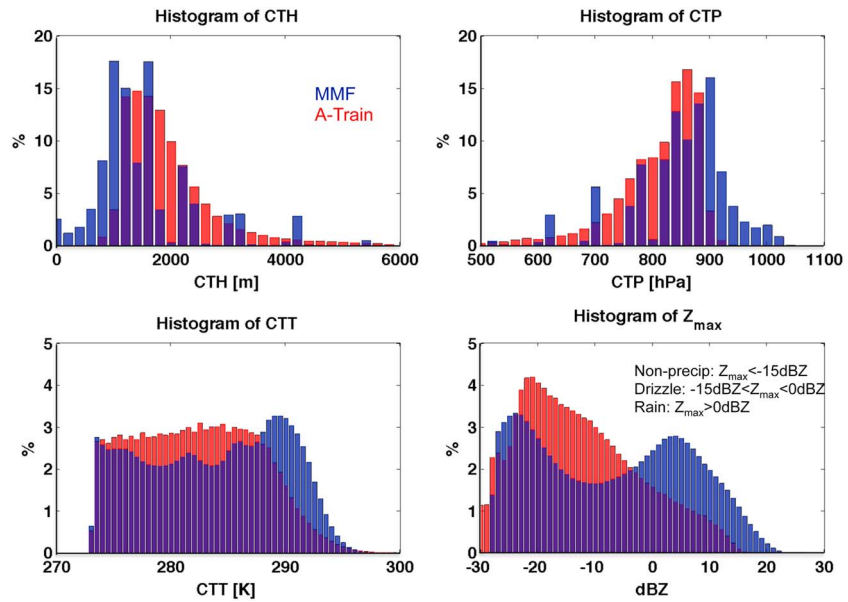 Histogram of CTH
20
15
10
5
0
%
MMF
A-Train
0 2000 4000 6000
CTH [m]
Histogram of CTP
20
15
10
5
0
%
500 600 700 800 900 1000 1100
CTP [hPa]
Histogram of CTT
5
4
3
2
1
0
%
270 280 290 300
CTT [K]
Histogram of Zmax
5
4
3
2
1
0
%
Non-precip: Zmax<-15dBZ
Drizzle: -15dBZ<Zmax<0dBZ
Rain: Zmax>0dBZ
-30 -20 -10 0 10 20 30
dBZ